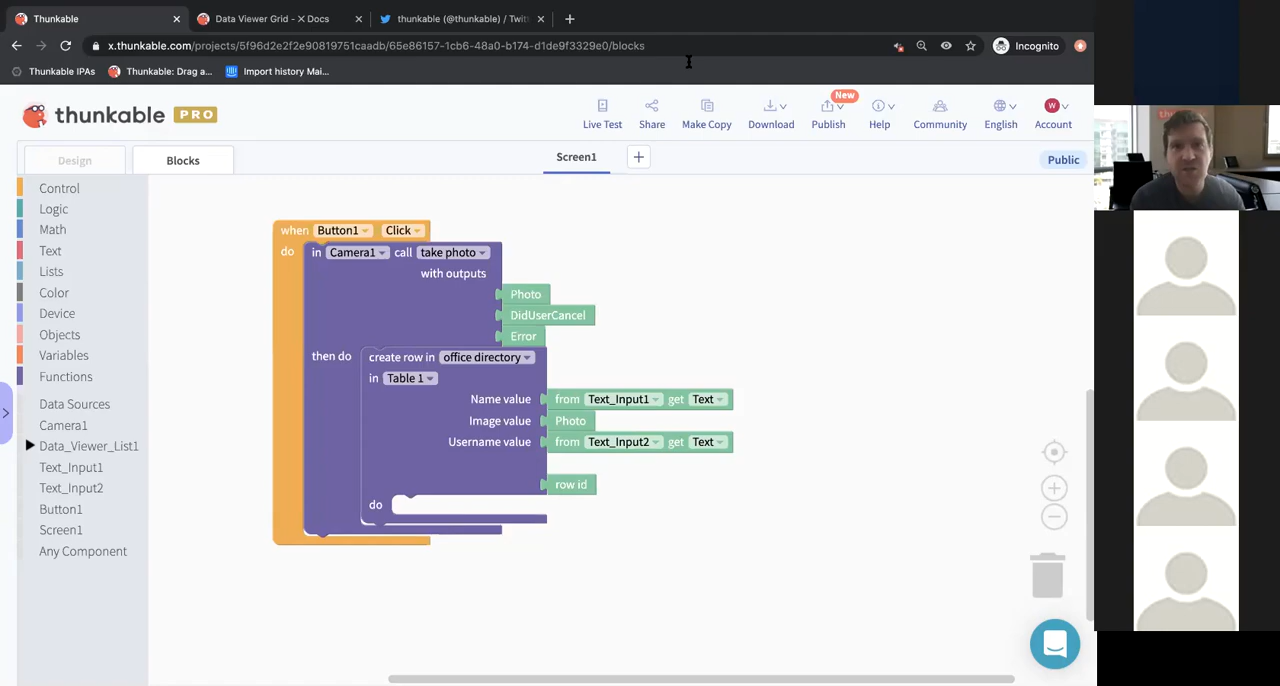 Thunkable
Data Viewer Grid - X Docs
thunkable (@thunkable) / Twit
x.thunkable.com/projects/5f96d2e2f2e90819751caadb/65e86157-1cb6-48a0-b174-d1de9f3329e0/blocks
Incognito
Thunkable IPAs
Thunkable: Drag a...
Import history Mai...
thunkable PRO
Live Test
Share
Make Copy
Download
New
Publish
Help
Community
English
W
Account
Design
Blocks
Screen1
Public
Control
Logic
Math
Text
Lists
Color
Device
Objects
Variables
Functions
Data Sources
Camera1
Data_Viewer_List1
Text_Input1
Text_Input2
Button1
Screen1
Any Component
when Button1 Click
do in Camera1 call take photo
with outputs
Photo
DidUserCancel
Error
then do create row in office directory
in Table 1
Name value from Text_Input1 get Text
Image value Photo
Username value from Text_Input2 get Text
row id
do